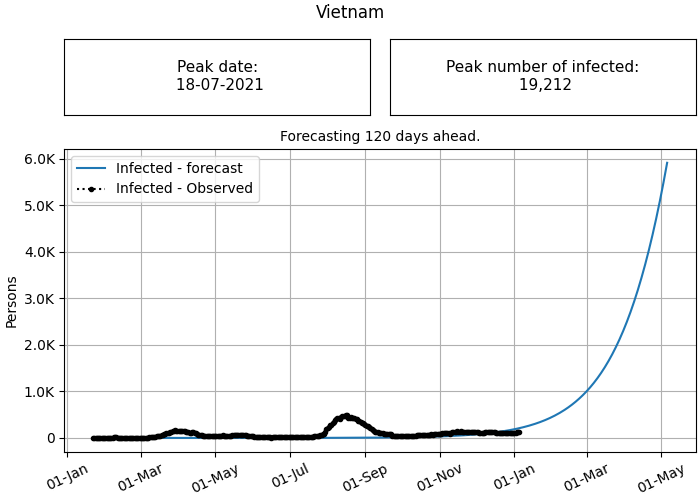 Vietnam
Peak date:
18-07-2021
Peak number of infected:
19,212
Forecasting 120 days ahead.
Infected - forecast
Infected - Observed
6.0K
5.0K
4.0K
3.0K
2.0K
1.0K
0
Persons
01-Jan
01-Mar
01-May
01-Jul
01-Sep
01-Nov
01-Jan
01-Mar
01-May